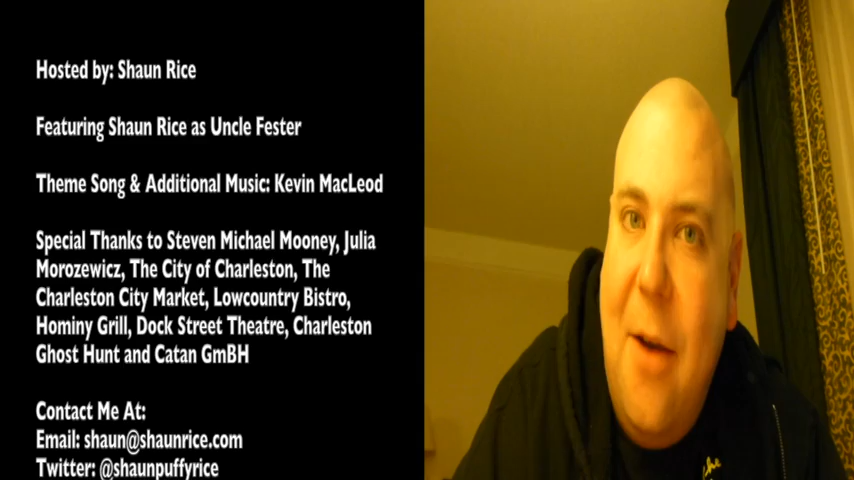 Hosted by: Shaun Rice
Featuring Shaun Rice as Uncle Fester
Theme Song & Additional Music: Kevin MacLeod
Special Thanks to Steven Michael Mooney, Julia
Morozewicz, The City of Charleston, The
Charleston City Market, Lowcountry Bistro,
Hominy Grill, Dock Street Theatre, Charleston
Ghost Hunt and Catan GmBH
Contact Me At:
Email: shaun@shaunrice.com
Twitter: @shaunpuffyrice